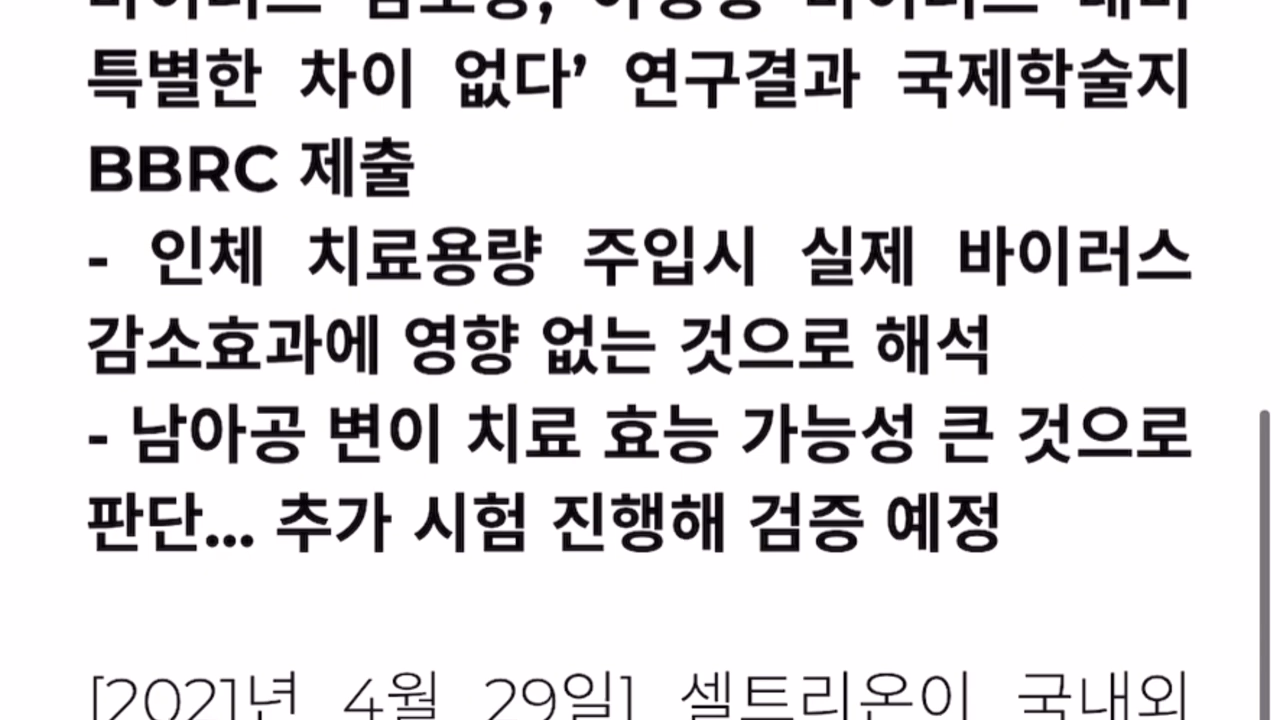 특별한 차이 없다’ 연구결과 국제학술지
BBRC 제출
- 인체 치료용량 주입시 실제 바이러스
감소효과에 영향 없는 것으로 해석
- 남아공 변이 치료 효능 가능성 큰 것으로
판단... 추가 시험 진행해 검증 예정
[2021년 4월 29일] 셀트리온이 국내외